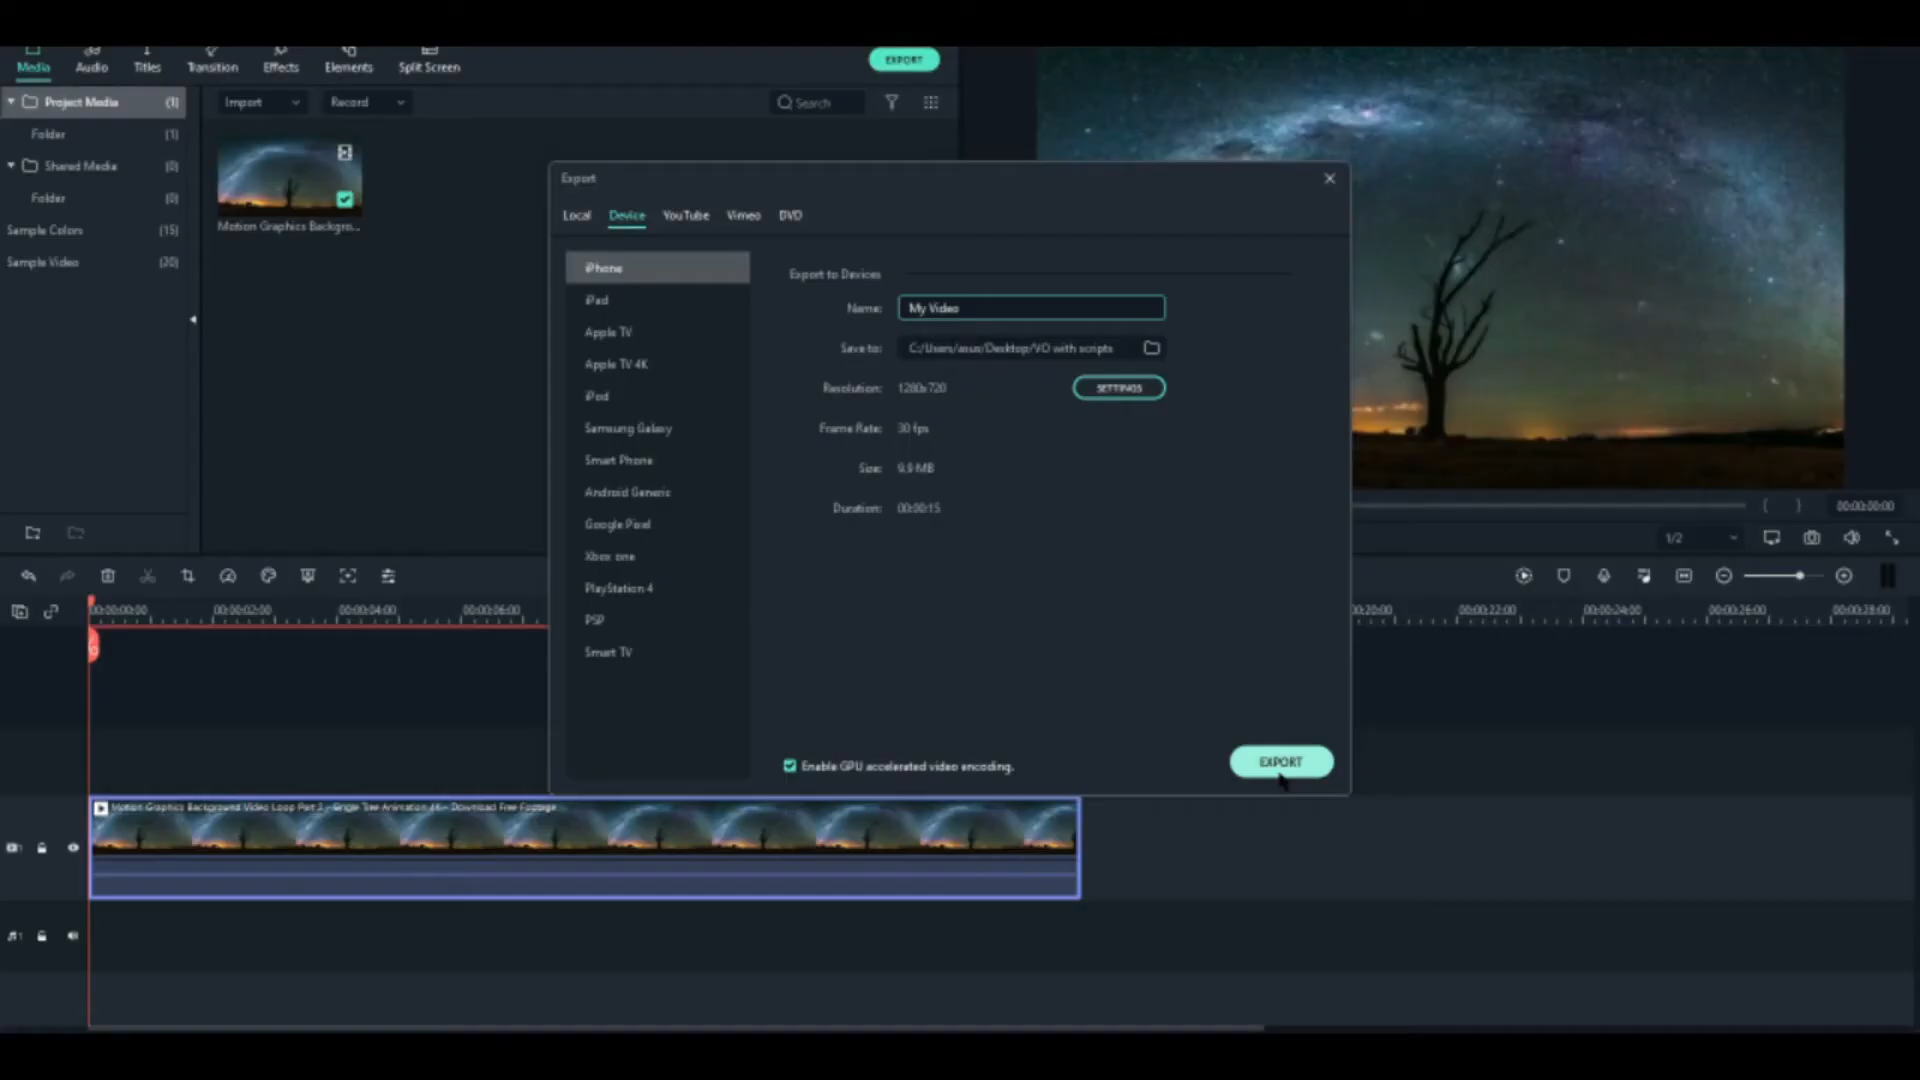 Media
Audio
Titles
Transition
Effects
Elements
Split Screen
EXPORT
Project Media (1)
Folder (1)
Shared Media (0)
Folder (0)
Sample Colors (15)
Sample Video (20)
Import
Record
Search
Motion Graphics Backgro...
Export
Local
Device
YouTube
Vimeo
DVD
iPhone
iPad
Apple TV
Apple TV 4K
iPod
Samsung Galaxy
Smart Phone
Android Generic
Google Pixel
Xbox one
PlayStation 4
PSP
Smart TV
Export to Devices
Name: My Video
Save to: C:/Users/asus/Desktop/VO with scripts
Resolution: 1280x720
SETTINGS
Frame Rate: 30 fps
Size: 9.9 MB
Duration: 00:00:15
Enable GPU accelerated video encoding.
EXPORT
00:00:00:00
1/2
00:00:00:00
00:00:02:00
00:00:04:00
00:00:06:00
00:20:00
00:00:22:00
00:00:24:00
00:00:26:00
00:00:28:00
Motion Graphics Background Video Loop Part 2 - Single Tree Animation 4K - Download Free Footage
1
1